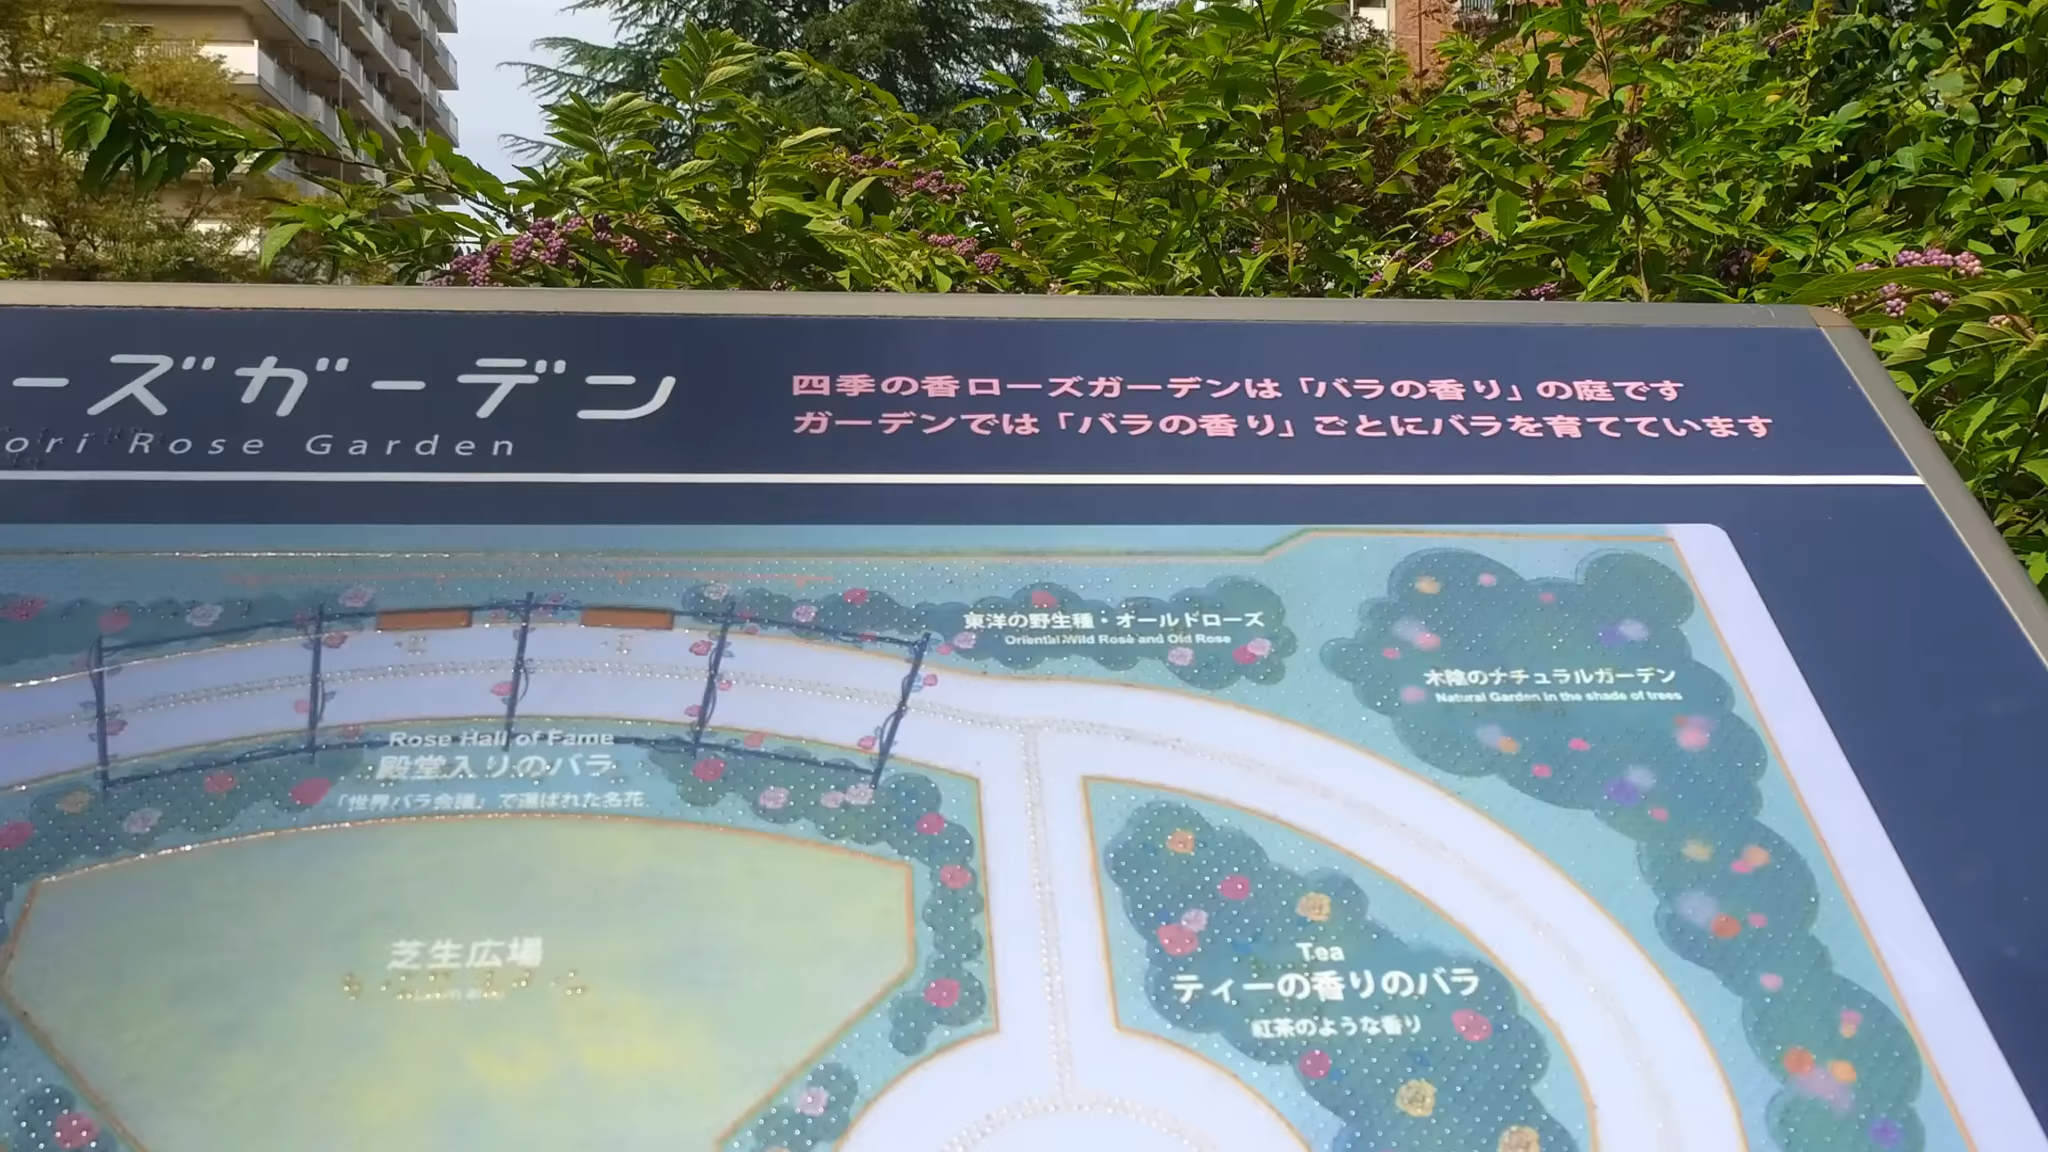 ーズガーデン
ori Rose Garden
四季の香ローズガーデンは「バラの香り」の庭です
ガーデンでは「バラの香り」ごとにバラを育てています
東洋の野生種・オールドローズ
Oriental Wild Rose and Old Rose
木陰のナチュラルガーデン
Natural Garden in the shade of trees
Rose Hall of Fame
殿堂入りのバラ
「世界バラ会議」で選ばれた名花
芝生広場
Tea
ティーの香りのバラ
紅茶のような香り